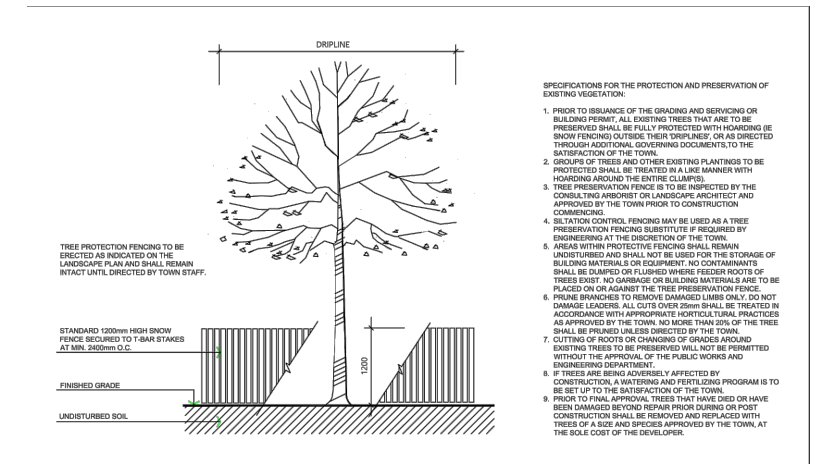 DRIPLINE
TREE PROTECTION FENCING TO BE
ERECTED AS INDICATED ON THE
LANDSCAPE PLAN AND SHALL REMAIN
INTACT UNTIL DIRECTED BY TOWN STAFF.
STANDARD 1200mm HIGH SNOW
FENCE SECURED TO T-BAR STAKES
AT MIN. 2400mm O.C.
FINISHED GRADE
UNDISTURBED SOIL
1200
SPECIFICATIONS FOR THE PROTECTION AND PRESERVATION OF
EXISTING VEGETATION:
1. PRIOR TO ISSUANCE OF THE GRADING AND SERVICING OR
BUILDING PERMIT, ALL EXISTING TREES THAT ARE TO BE
PRESERVED SHALL BE FULLY PROTECTED WITH HOARDING (IE
SNOW FENCING) OUTSIDE THEIR 'DRIPLINES', OR AS DIRECTED
THROUGH ADDITIONAL GOVERNING DOCUMENTS,TO THE
SATISFACTION OF THE TOWN.
2. GROUPS OF TREES AND OTHER EXISTING PLANTINGS TO BE
PROTECTED SHALL BE TREATED IN A LIKE MANNER WITH
HOARDING AROUND THE ENTIRE CLUMP(S).
3. TREE PRESERVATION FENCE IS TO BE INSPECTED BY THE
CONSULTING ARBORIST OR LANDSCAPE ARCHITECT AND
APPROVED BY THE TOWN PRIOR TO CONSTRUCTION
COMMENCING.
4. SILTATION CONTROL FENCING MAY BE USED AS A TREE
PRESERVATION FENCING SUBSTITUTE IF REQUIRED BY
ENGINEERING AT THE DISCRETION OF THE TOWN.
5. AREAS WITHIN PROTECTIVE FENCING SHALL REMAIN
UNDISTURBED AND SHALL NOT BE USED FOR THE STORAGE OF
BUILDING MATERIALS OR EQUIPMENT. NO CONTAMINANTS
SHALL BE DUMPED OR FLUSHED WHERE FEEDER ROOTS OF
TREES EXIST. NO GARBAGE OR BUILDING MATERIALS ARE TO BE
PLACED ON OR AGAINST THE TREE PRESERVATION FENCE.
6. PRUNE BRANCHES TO REMOVE DAMAGED LIMBS ONLY. DO NOT
DAMAGE LEADERS. ALL CUTS OVER 25mm SHALL BE TREATED IN
ACCORDANCE WITH APPROPRIATE HORTICULTURAL PRACTICES
AS APPROVED BY THE TOWN. NO MORE THAN 20% OF THE TREE
SHALL BE PRUNED UNLESS DIRECTED BY THE TOWN.
7. CUTTING OF ROOTS OR CHANGING OF GRADES AROUND
EXISTING TREES TO BE PRESERVED WILL NOT BE PERMITTED
WITHOUT THE APPROVAL OF THE PUBLIC WORKS AND
ENGINEERING DEPARTMENT.
8. IF TREES ARE BEING ADVERSELY AFFECTED BY
CONSTRUCTION, A WATERING AND FERTILIZING PROGRAM IS TO
BE SET UP TO THE SATISFACTION OF THE TOWN.
9. PRIOR TO FINAL APPROVAL TREES THAT HAVE DIED OR HAVE
BEEN DAMAGED BEYOND REPAIR PRIOR DURING OR POST
CONSTRUCTION SHALL BE REMOVED AND REPLACED WITH
TREES OF A SIZE AND SPECIES APPROVED BY THE TOWN, AT
THE SOLE COST OF THE DEVELOPER.